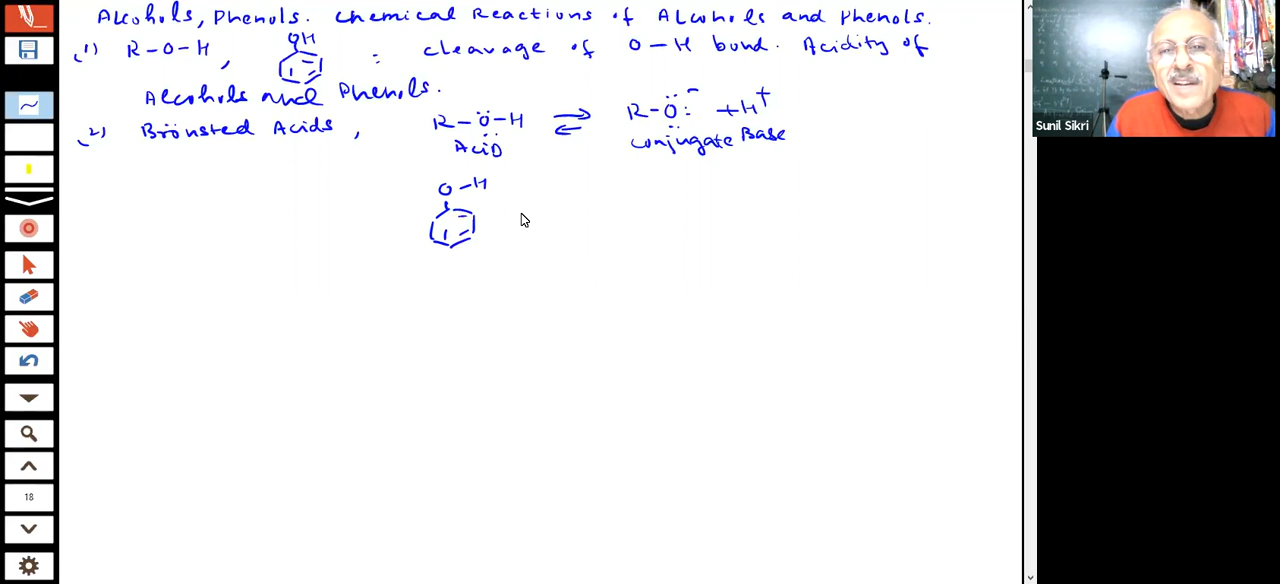 Alcohols, Phenols. Chemical Reactions of Alcohols and Phenols.
(1) R-O-H, OH : cleavage of O-H bond. Acidity of
Alcohols and Phenols.
(2) Brönsted Acids, R-Ö-H ⇌ R-Ö:⁻ + H⁺
Acid Conjugate Base
O-H
Sunil Sikri
18